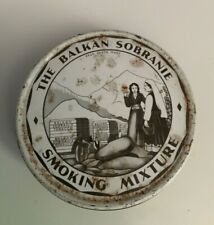 THE BALKAN SOBRANIE
SMOKING MIXTURE